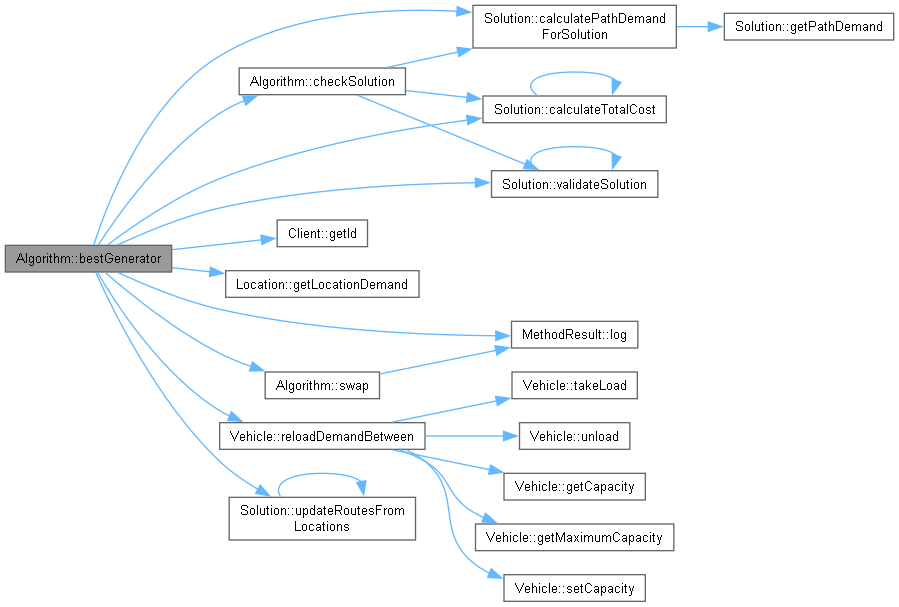 Solution::calculatePathDemand
ForSolution
Solution::getPathDemand
Algorithm::checkSolution
Solution::calculateTotalCost
Solution::validateSolution
Client::getId
Algorithm::bestGenerator
Location::getLocationDemand
MethodResult::log
Algorithm::swap
Vehicle::takeLoad
Vehicle::reloadDemandBetween
Vehicle::unload
Vehicle::getCapacity
Solution::updateRoutesFrom
Locations
Vehicle::getMaximumCapacity
Vehicle::setCapacity